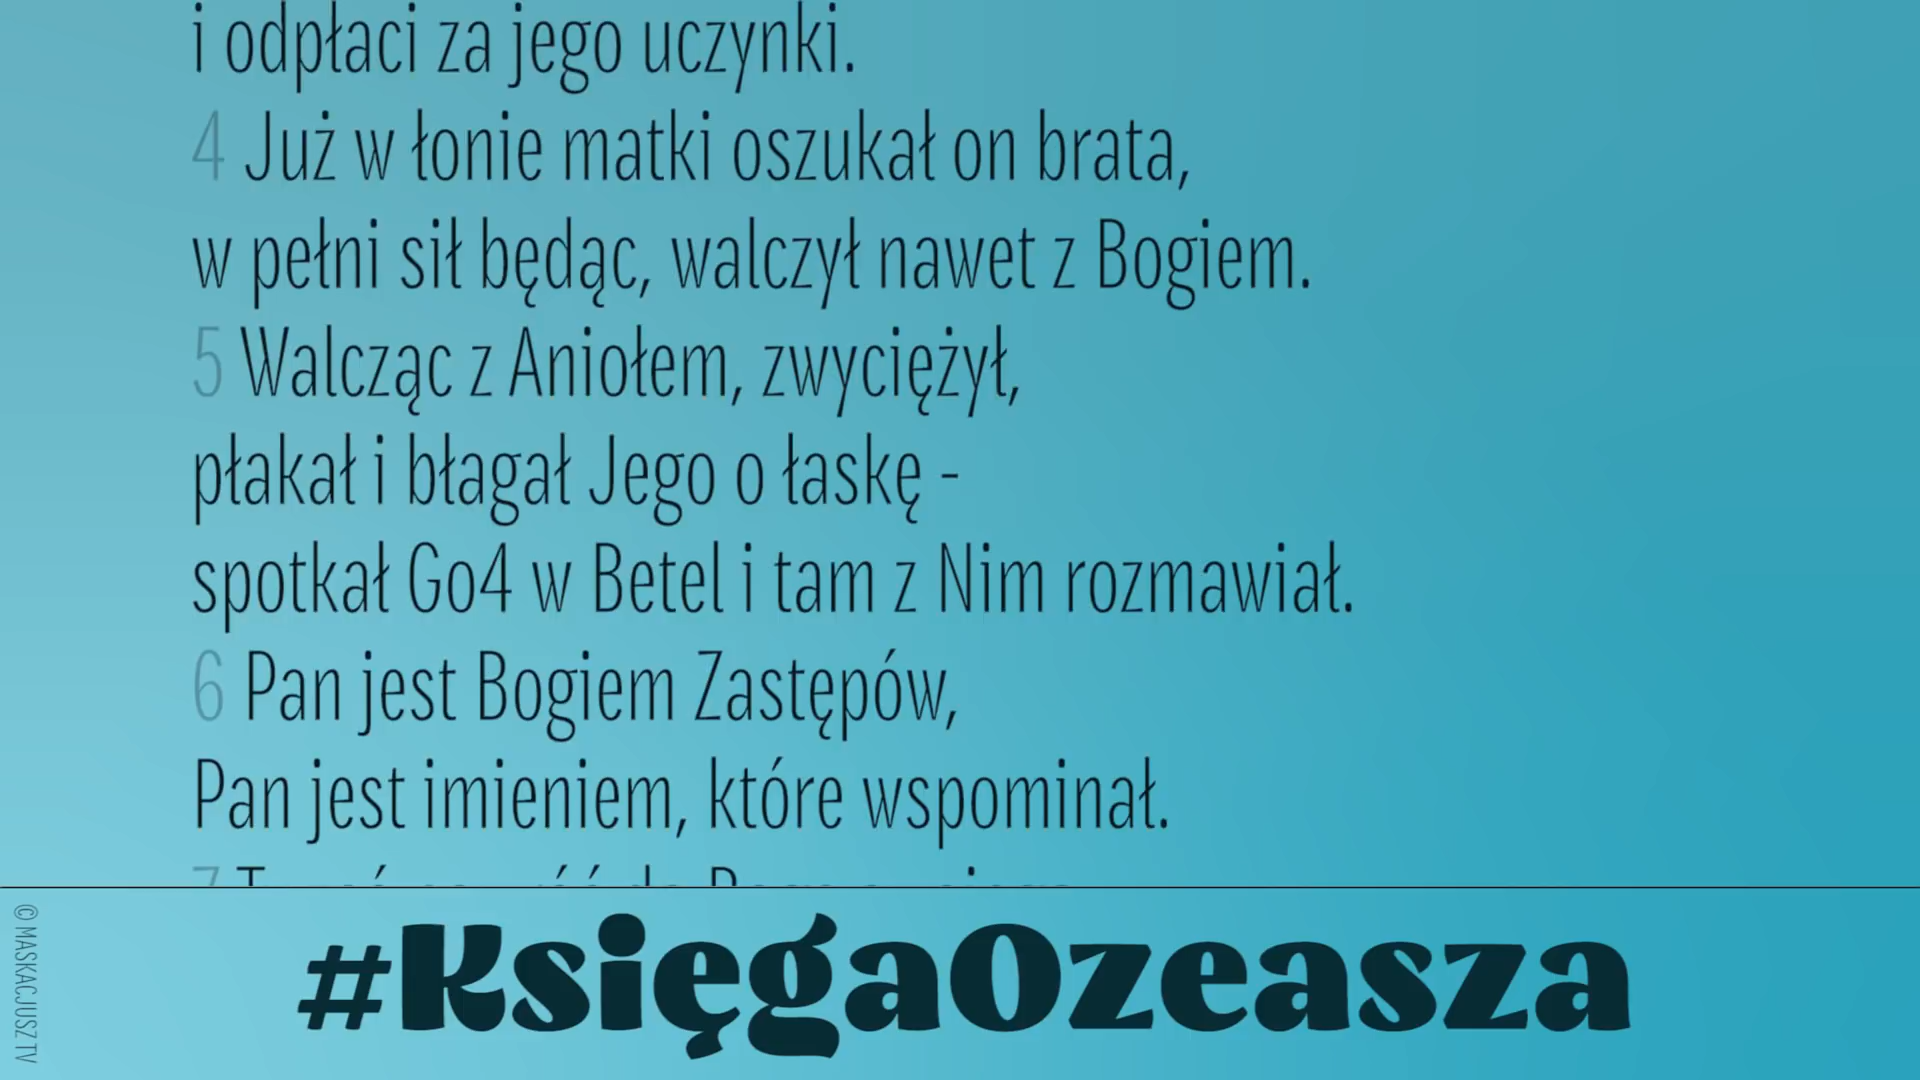 i odpłaci za jego uczynki.
4 Już w łonie matki oszukał on brata,
w pełni sił będąc, walczył nawet z Bogiem.
5 Walcząc z Aniołem, zwyciężył,
płakał i błagał Jego o łaskę -
spotkał Go4 w Betel i tam z Nim rozmawiał.
6 Pan jest Bogiem Zastępów,
Pan jest imieniem, które wspominał.
#KsięgaOzeasza
© MASKACJUSZ TV